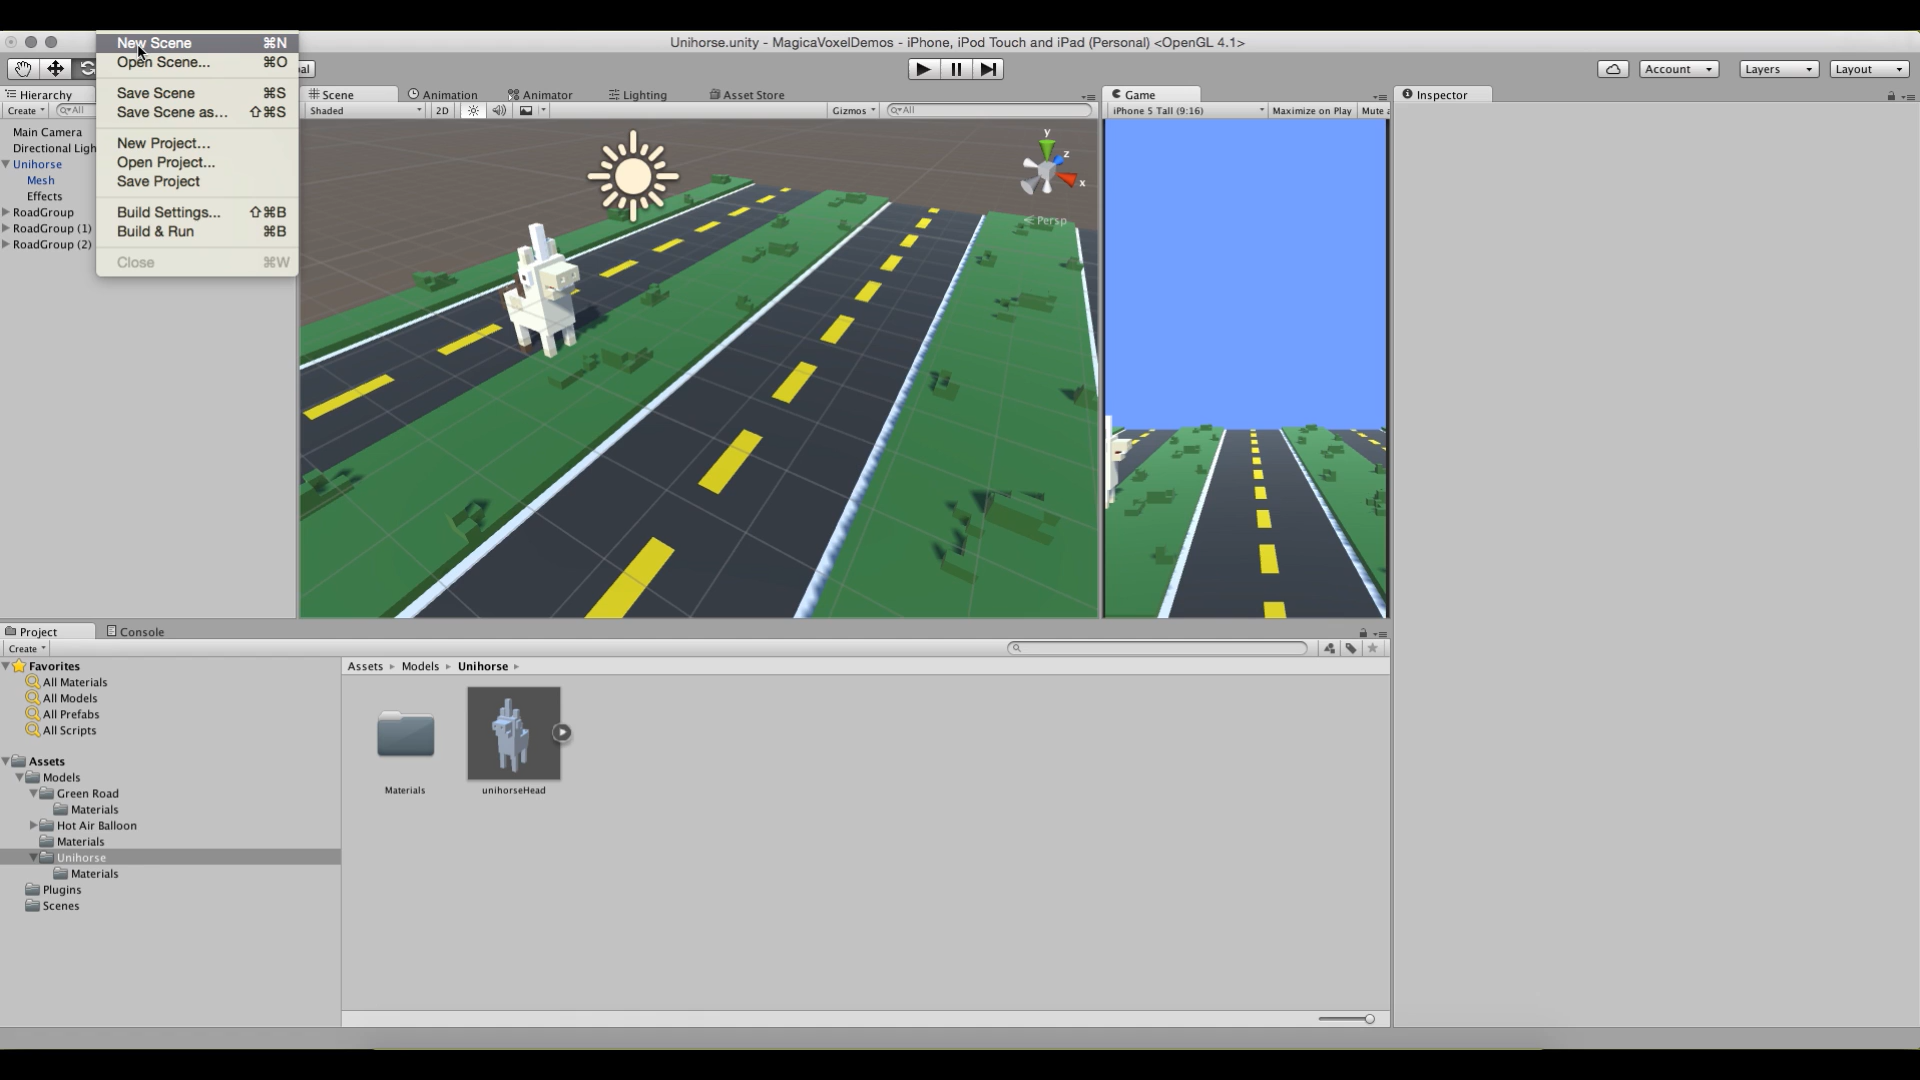 Unihorse.unity - MagicaVoxelDemos - iPhone, iPod Touch and iPad (Personal) <OpenGL 4.1>
New Scene ⌘N
Open Scene... ⌘O
Save Scene ⌘S
Save Scene as... ⇧⌘S
New Project...
Open Project...
Save Project
Build Settings... ⇧⌘B
Build & Run ⌘B
Close ⌘W
Account
Layers
Layout
Hierarchy
Create
All
Main Camera
Directional Ligh
Unihorse
Mesh
Effects
RoadGroup
RoadGroup (1)
RoadGroup (2)
Scene
Animation
Animator
Lighting
Asset Store
Shaded
2D
Gizmos
All
y
z
x
Persp
Game
iPhone 5 Tall (9:16)
Maximize on Play
Mute a
Inspector
Project
Console
Create
Favorites
All Materials
All Models
All Prefabs
All Scripts
Assets
Models
Green Road
Materials
Hot Air Balloon
Materials
Unihorse
Materials
Plugins
Scenes
Assets Models Unihorse
Materials
unihorseHead